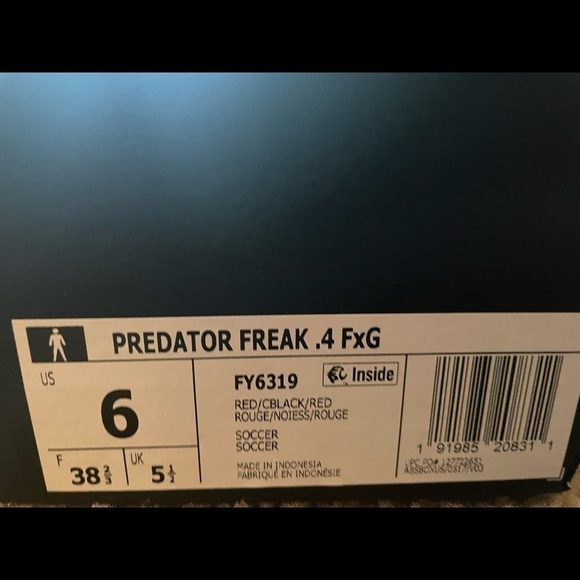 PREDATOR FREAK .4 FxG
US
6
F
38 2/3
UK
5 1/2
FY6319
Inside
RED/CBLACK/RED
ROUGE/NOIESS/ROUGE
SOCCER
SOCCER
MADE IN INDONESIA
FABRIQUÉ EN INDONÉSIE
1 91985 20831 1